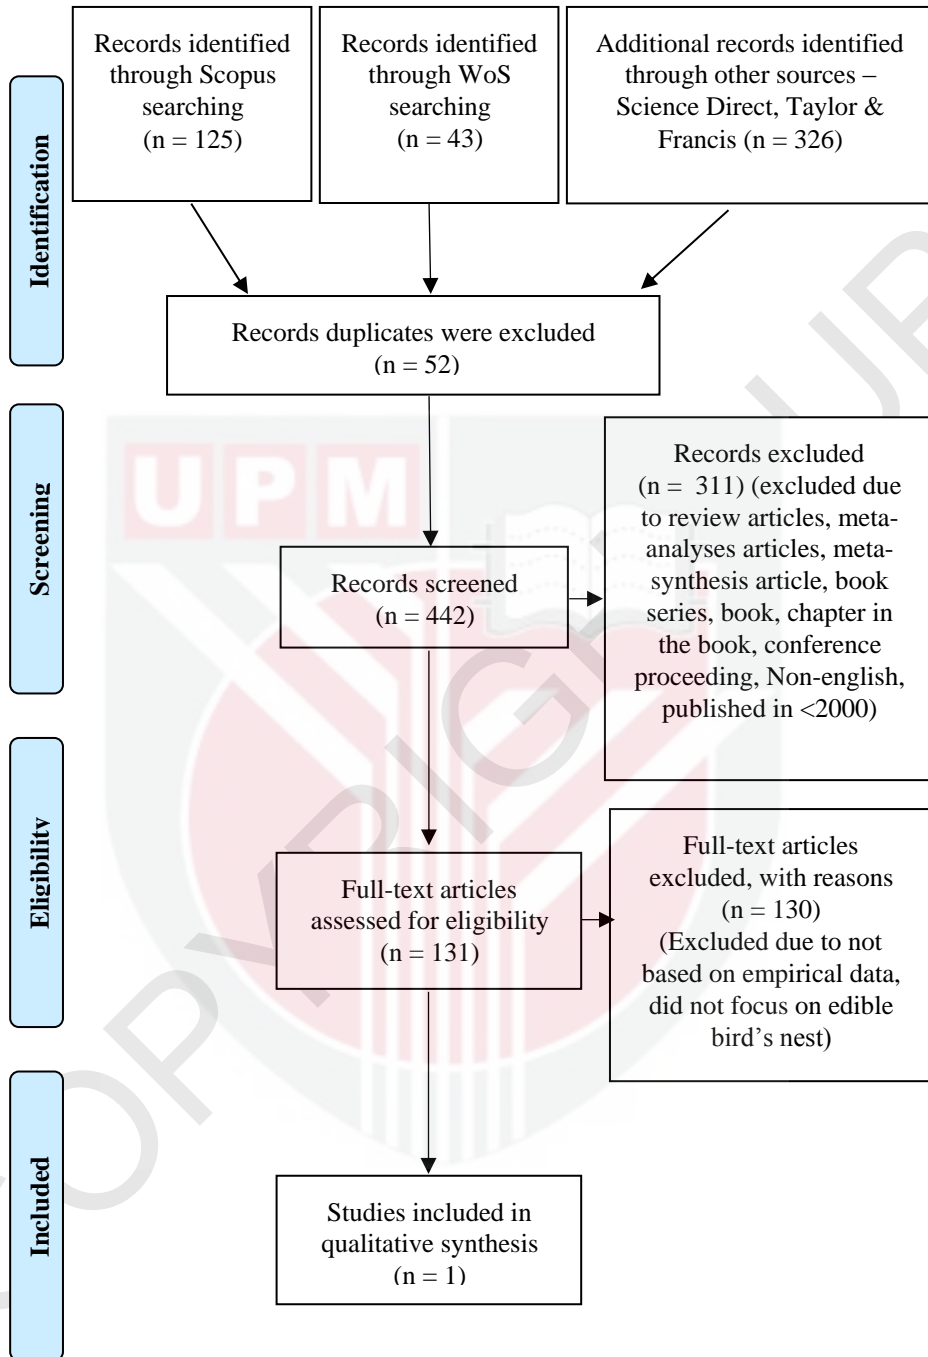 Records identified
through Scopus
searching
(n = 125)
Records identified
through WoS
searching
(n = 43)
Additional records identified
through other sources –
Science Direct, Taylor &
Francis (n = 326)
Identification
Records duplicates were excluded
(n = 52)
Screening
UPM
Records screened
(n = 442)
Records excluded
(n =  311) (excluded due
to review articles, meta-
analyses articles, meta-
synthesis article, book
series, book, chapter in
the book, conference
proceeding, Non-english,
published in <2000)
Eligibility
Full-text articles
assessed for eligibility
(n = 131)
Full-text articles
excluded, with reasons
(n = 130)
(Excluded due to not
based on empirical data,
did not focus on edible
bird’s nest)
Included
Studies included in
qualitative synthesis
(n = 1)
COPYRIGHT UP